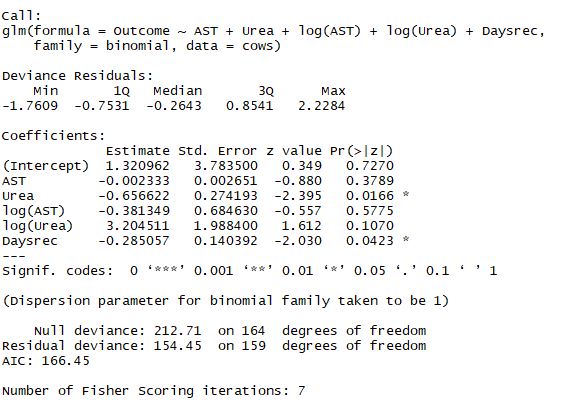 Call:
glm(formula = Outcome ~ AST + Urea + log(AST) + log(Urea) + Daysrec,
    family = binomial, data = cows)

Deviance Residuals:
    Min       1Q   Median       3Q      Max
-1.7609  -0.7531  -0.2643   0.8541   2.2284

Coefficients:
             Estimate Std. Error z value Pr(>|z|)
(Intercept)  1.320962   3.783500   0.349   0.7270
AST         -0.002333   0.002651  -0.880   0.3789
Urea        -0.656622   0.274193  -2.395   0.0166 *
log(AST)    -0.381349   0.684630  -0.557   0.5775
log(Urea)    3.204511   1.988400   1.612   0.1070
Daysrec     -0.285057   0.140392  -2.030   0.0423 *
---
Signif. codes:  0 ‘***’ 0.001 ‘**’ 0.01 ‘*’ 0.05 ‘.’ 0.1 ‘ ’ 1

(Dispersion parameter for binomial family taken to be 1)

    Null deviance: 212.71  on 164  degrees of freedom
Residual deviance: 154.45  on 159  degrees of freedom
AIC: 166.45

Number of Fisher Scoring iterations: 7